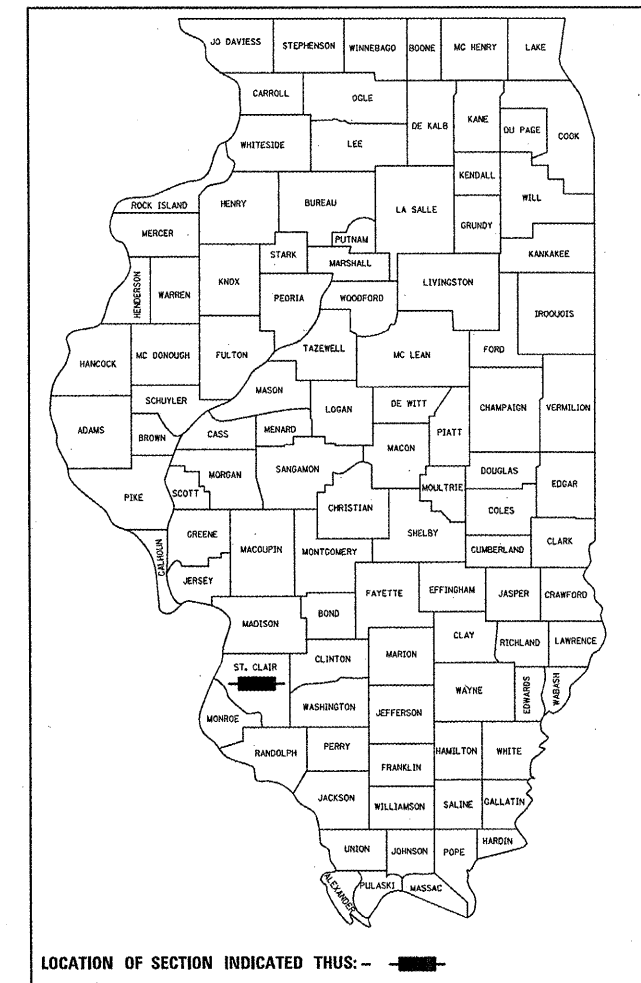 JO DAVIESS STEPHENSON WINNEBAGO BOONE MC HENRY LAKE
CARROLL OGLE DE KALB KANE DU PAGE COOK
WHITESIDE LEE KENDALL WILL
ROCK ISLAND HENRY BUREAU LA SALLE GRUNDY
MERCER STARK PUTNAM MARSHALL KANKAKEE
HENDERSON WARREN KNOX PEORIA WOODFORD LIVINGSTON IROQUOIS
HANCOCK MC DONOUGH FULTON TAZEWELL MC LEAN FORD
SCHUYLER MASON LOGAN DE WITT CHAMPAIGN VERMILION
ADAMS BROWN CASS MENARD MACON PIATT
PIKE SCOTT MORGAN SANGAMON CHRISTIAN MOULTRIE DOUGLAS EDGAR
COLES
CALHOUN GREENE MACOUPIN MONTGOMERY SHELBY CUMBERLAND CLARK
JERSEY FAYETTE EFFINGHAM JASPER CRAWFORD
MADISON BOND CLAY RICHLAND LAWRENCE
ST. CLAIR CLINTON MARION WAYNE EDWARDS WABASH
MONROE WASHINGTON JEFFERSON
RANDOLPH PERRY FRANKLIN HAMILTON WHITE
JACKSON WILLIAMSON SALINE GALLATIN
UNION JOHNSON POPE HARDIN
ALEXANDER PULASKI MASSAC
LOCATION OF SECTION INDICATED THUS: –